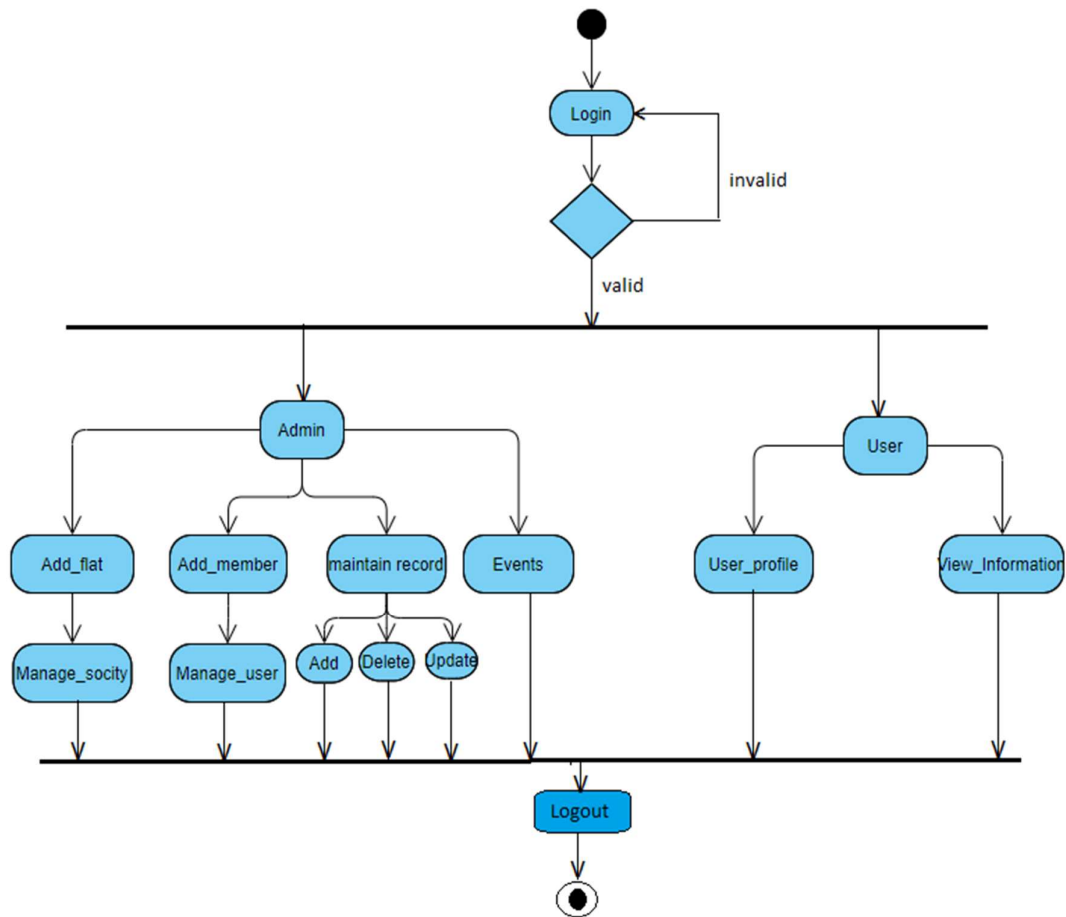 Login
invalid
valid
Admin
User
Add_flat
Add_member
maintain record
Events
User_profile
View_Information
Manage_socity
Manage_user
Add
Delete
Update
Logout